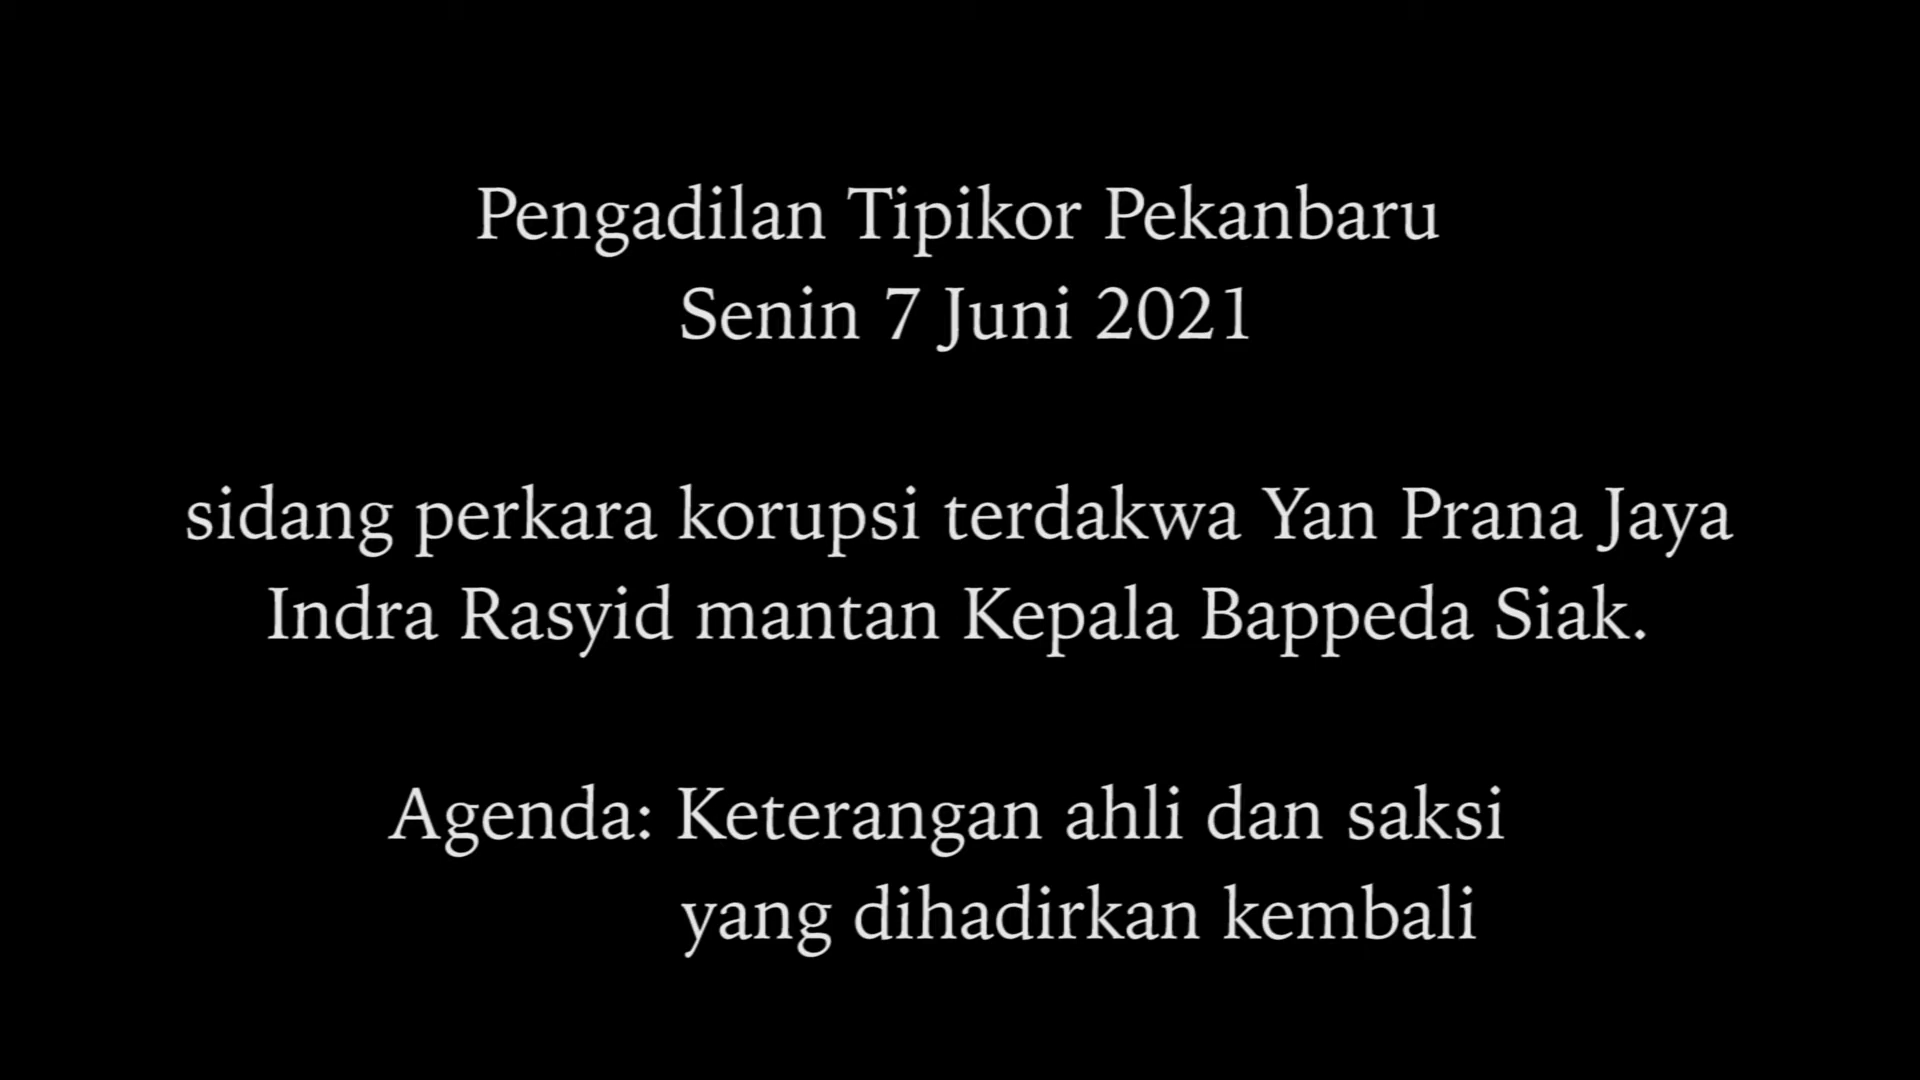 Pengadilan Tipikor Pekanbaru
Senin 7 Juni 2021
sidang perkara korupsi terdakwa Yan Prana Jaya
Indra Rasyid mantan Kepala Bappeda Siak.
Agenda: Keterangan ahli dan saksi
yang dihadirkan kembali